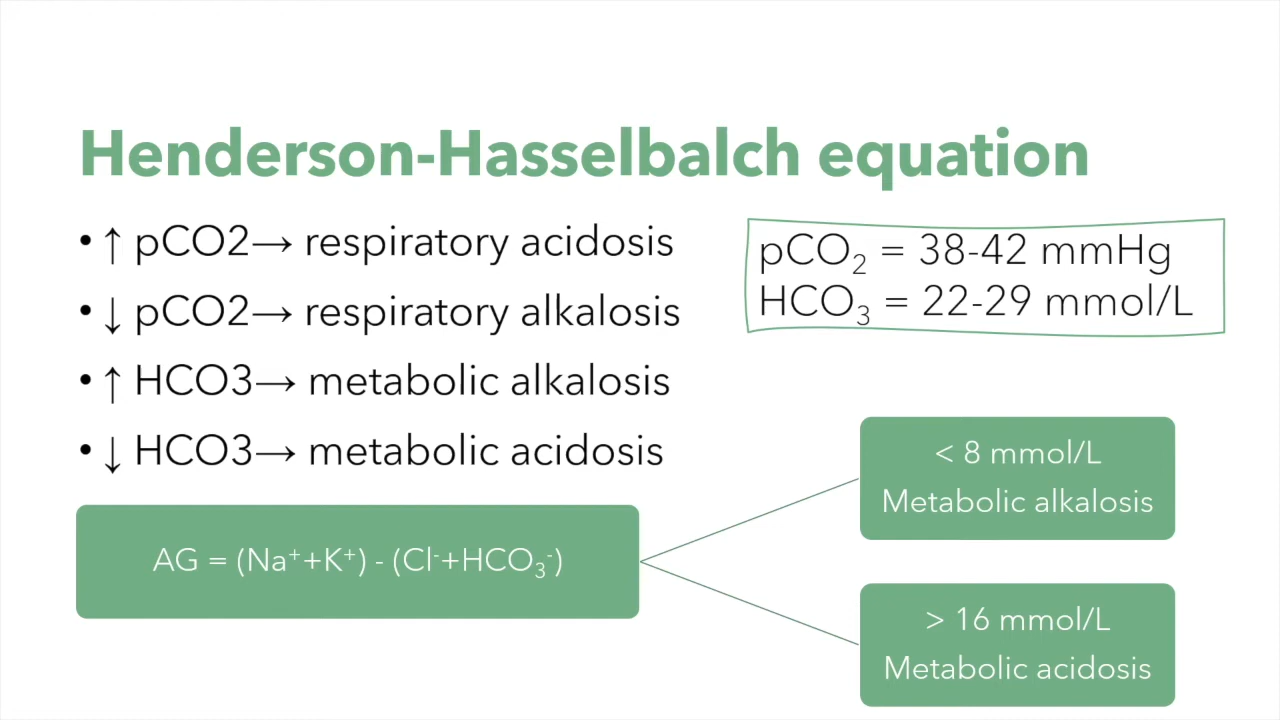 Henderson-Hasselbalch equation
• ↑ pCO2→ respiratory acidosis
• ↓ pCO2→ respiratory alkalosis
• ↑ HCO3→ metabolic alkalosis
• ↓ HCO3→ metabolic acidosis
pCO₂ = 38-42 mmHg
HCO₃ = 22-29 mmol/L
AG = (Na⁺+K⁺) - (Cl⁻+HCO₃⁻)
< 8 mmol/L
Metabolic alkalosis
> 16 mmol/L
Metabolic acidosis